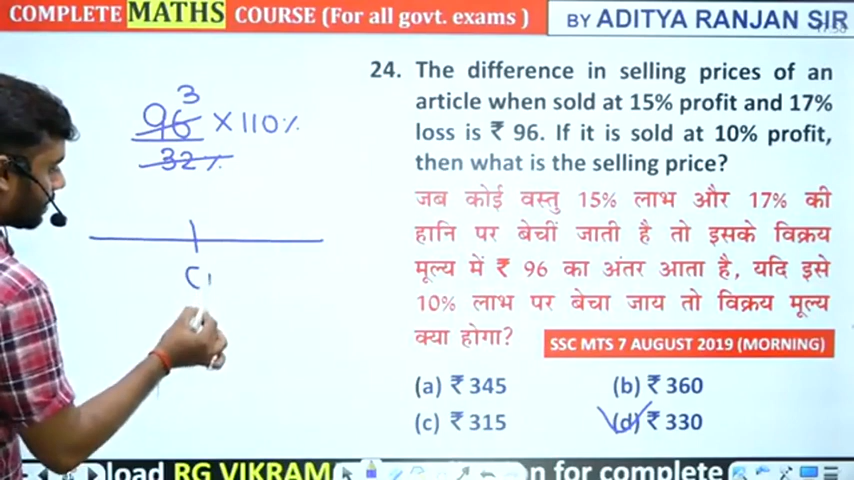 COMPLETE MATHS COURSE (For all govt. exams )
BY ADITYA RANJAN SIR
96 3 × 110%
32%
24. The difference in selling prices of an
article when sold at 15% profit and 17%
loss is ₹ 96. If it is sold at 10% profit,
then what is the selling price?
जब कोई वस्तु 15% लाभ और 17% की
हानि पर बेचीं जाती है तो इसके विक्रय
मूल्य में ₹ 96 का अंतर आता है, यदि इसे
10% लाभ पर बेचा जाय तो विक्रय मूल्य
क्या होगा?
SSC MTS 7 AUGUST 2019 (MORNING)
(a) ₹ 345 (b) ₹ 360
(c) ₹ 315 (d) ₹ 330
RG VIKRAM
for complete